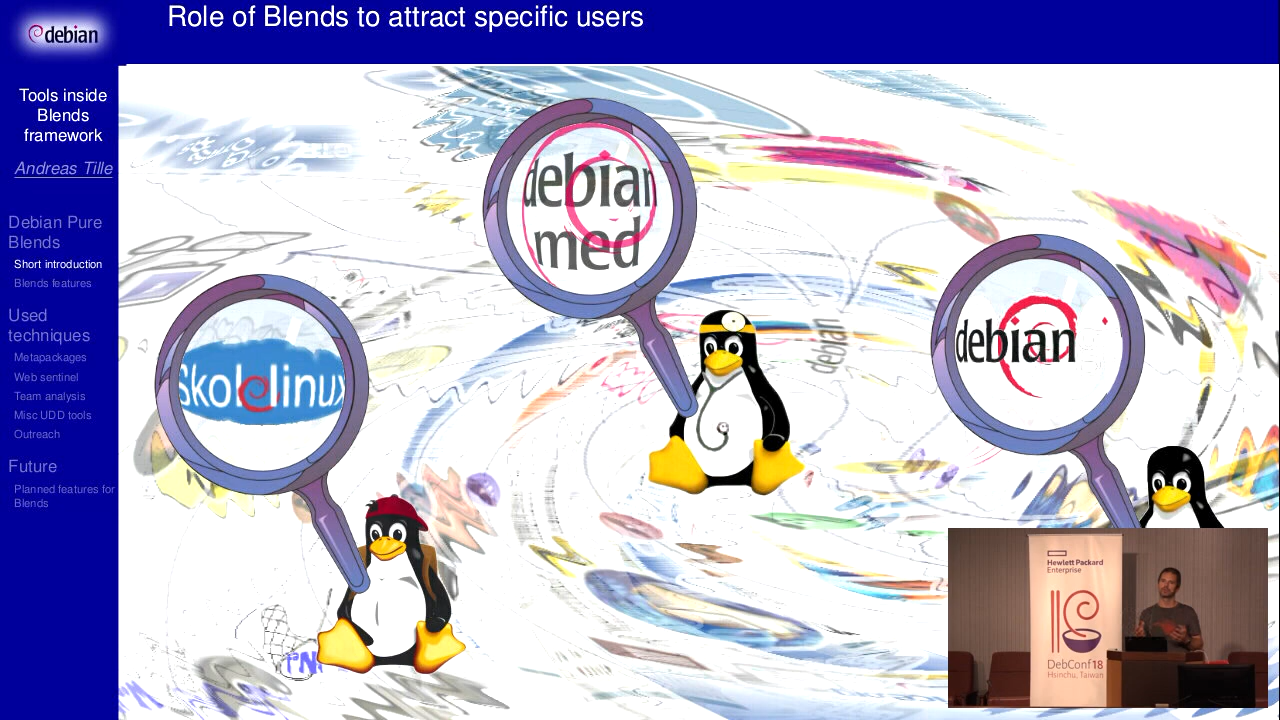 Role of Blends to attract specific users
debian
Tools inside
Blends
framework
Andreas Tille
Debian Pure
Blends
Short introduction
Blends features
Used
techniques
Metapackages
Web sentinel
Team analysis
Misc UDD tools
Outreach
Future
Planned features for
Blends
debian
med
skolelinux
debian
debian
Hewlett Packard
Enterprise
DebConf18
Hsinchu, Taiwan